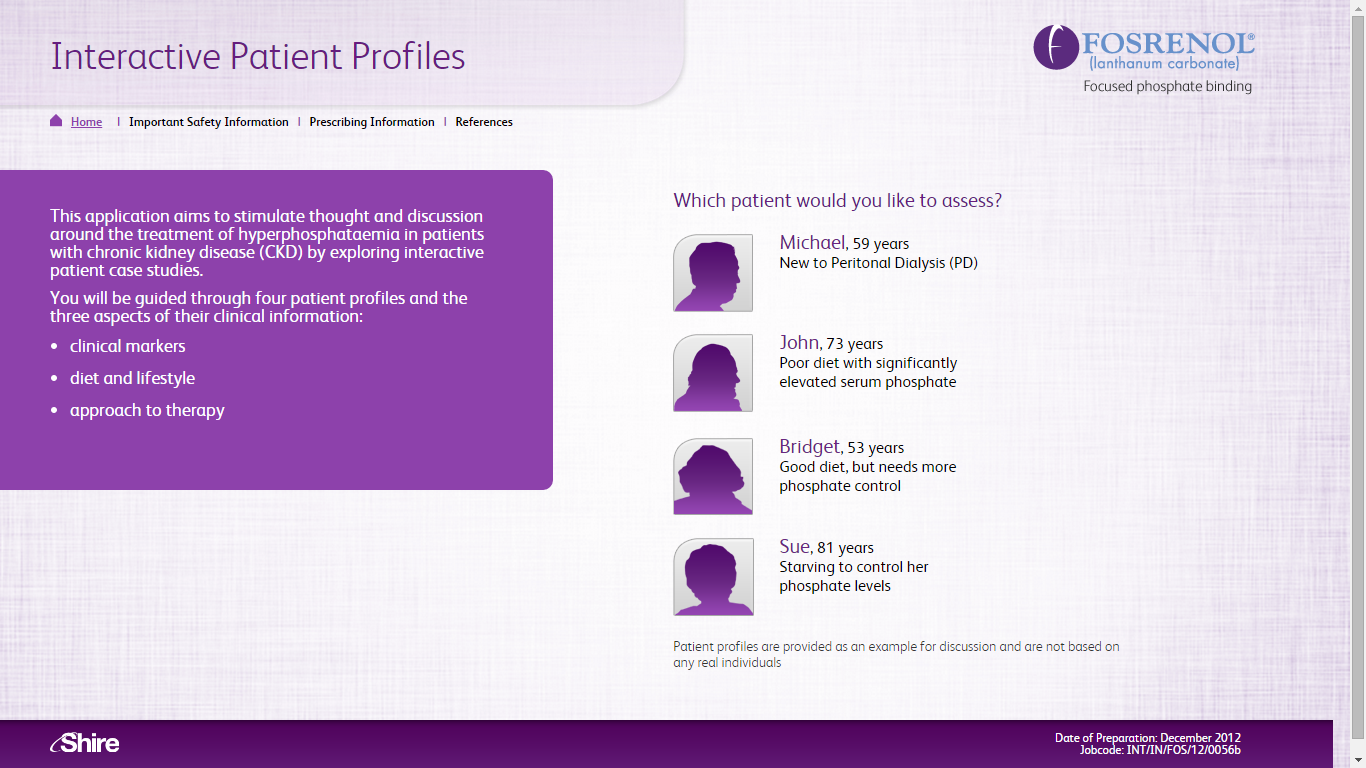 Interactive Patient Profiles
FOSRENOL®
(lanthanum carbonate)
Focused phosphate binding
Home | Important Safety Information | Prescribing Information | References
This application aims to stimulate thought and discussion
around the treatment of hyperphosphataemia in patients
with chronic kidney disease (CKD) by exploring interactive
patient case studies.
You will be guided through four patient profiles and the
three aspects of their clinical information:
• clinical markers
• diet and lifestyle
• approach to therapy
Which patient would you like to assess?
Michael, 59 years
New to Peritonal Dialysis (PD)
John, 73 years
Poor diet with significantly
elevated serum phosphate
Bridget, 53 years
Good diet, but needs more
phosphate control
Sue, 81 years
Starving to control her
phosphate levels
Patient profiles are provided as an example for discussion and are not based on
any real individuals
Shire
Date of Preparation: December 2012
Jobcode: INT/IN/FOS/12/0056b